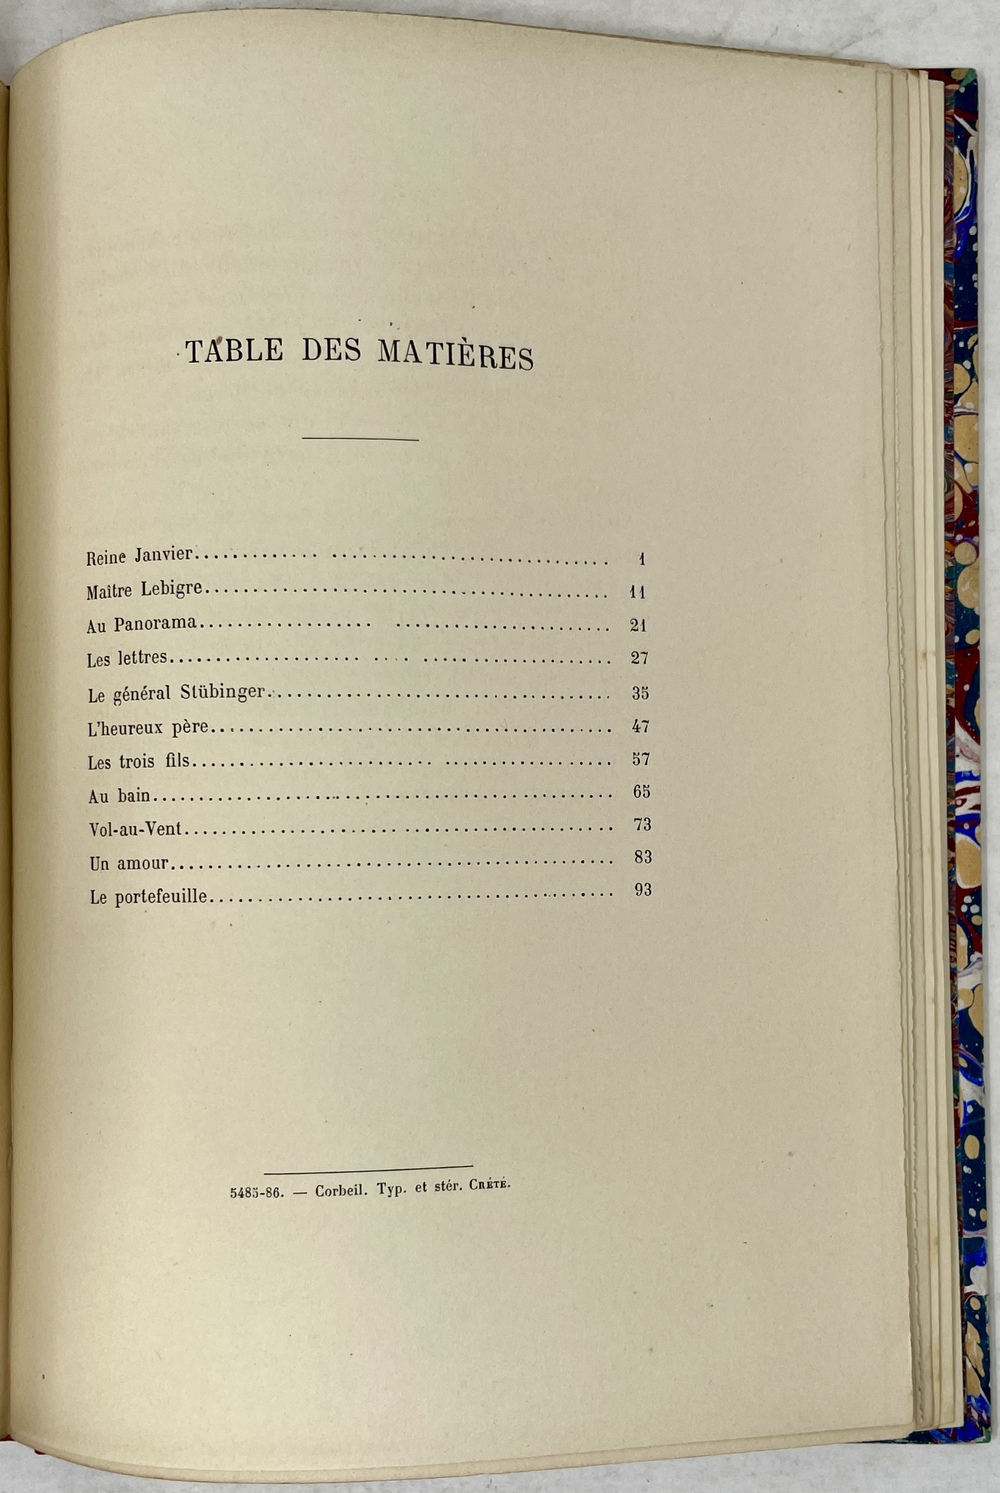 TABLE DES MATIÈRES
Reine Janvier............. ............................. 1
Maître Lebigre.......................................... 11
Au Panorama.................. ....................... 21
Les lettres.................... .... ..................... 27
Le général Stübinger.................................... 35
L'heureux père.......................................... 47
Les trois fils......................... .................. 57
Au bain................................................. 65
Vol-au-Vent............................................. 73
Un amour................................................ 83
Le portefeuille......................................... 93
5485-86. — Corbeil. Typ. et stér. CRÉTÉ.